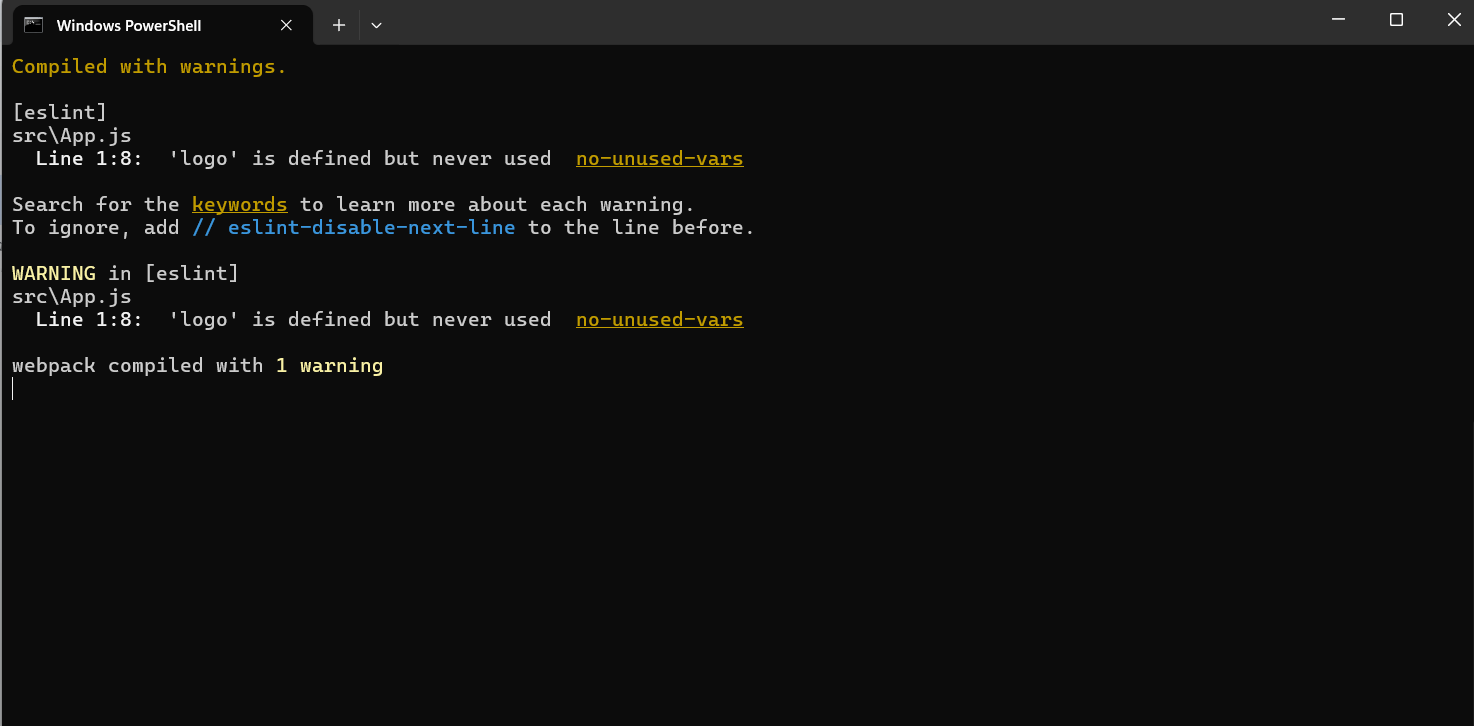 Windows PowerShell
Compiled with warnings.
[eslint]
src\App.js
Line 1:8: 'logo' is defined but never used no-unused-vars
Search for the keywords to learn more about each warning.
To ignore, add // eslint-disable-next-line to the line before.
WARNING in [eslint]
src\App.js
Line 1:8: 'logo' is defined but never used no-unused-vars
webpack compiled with 1 warning